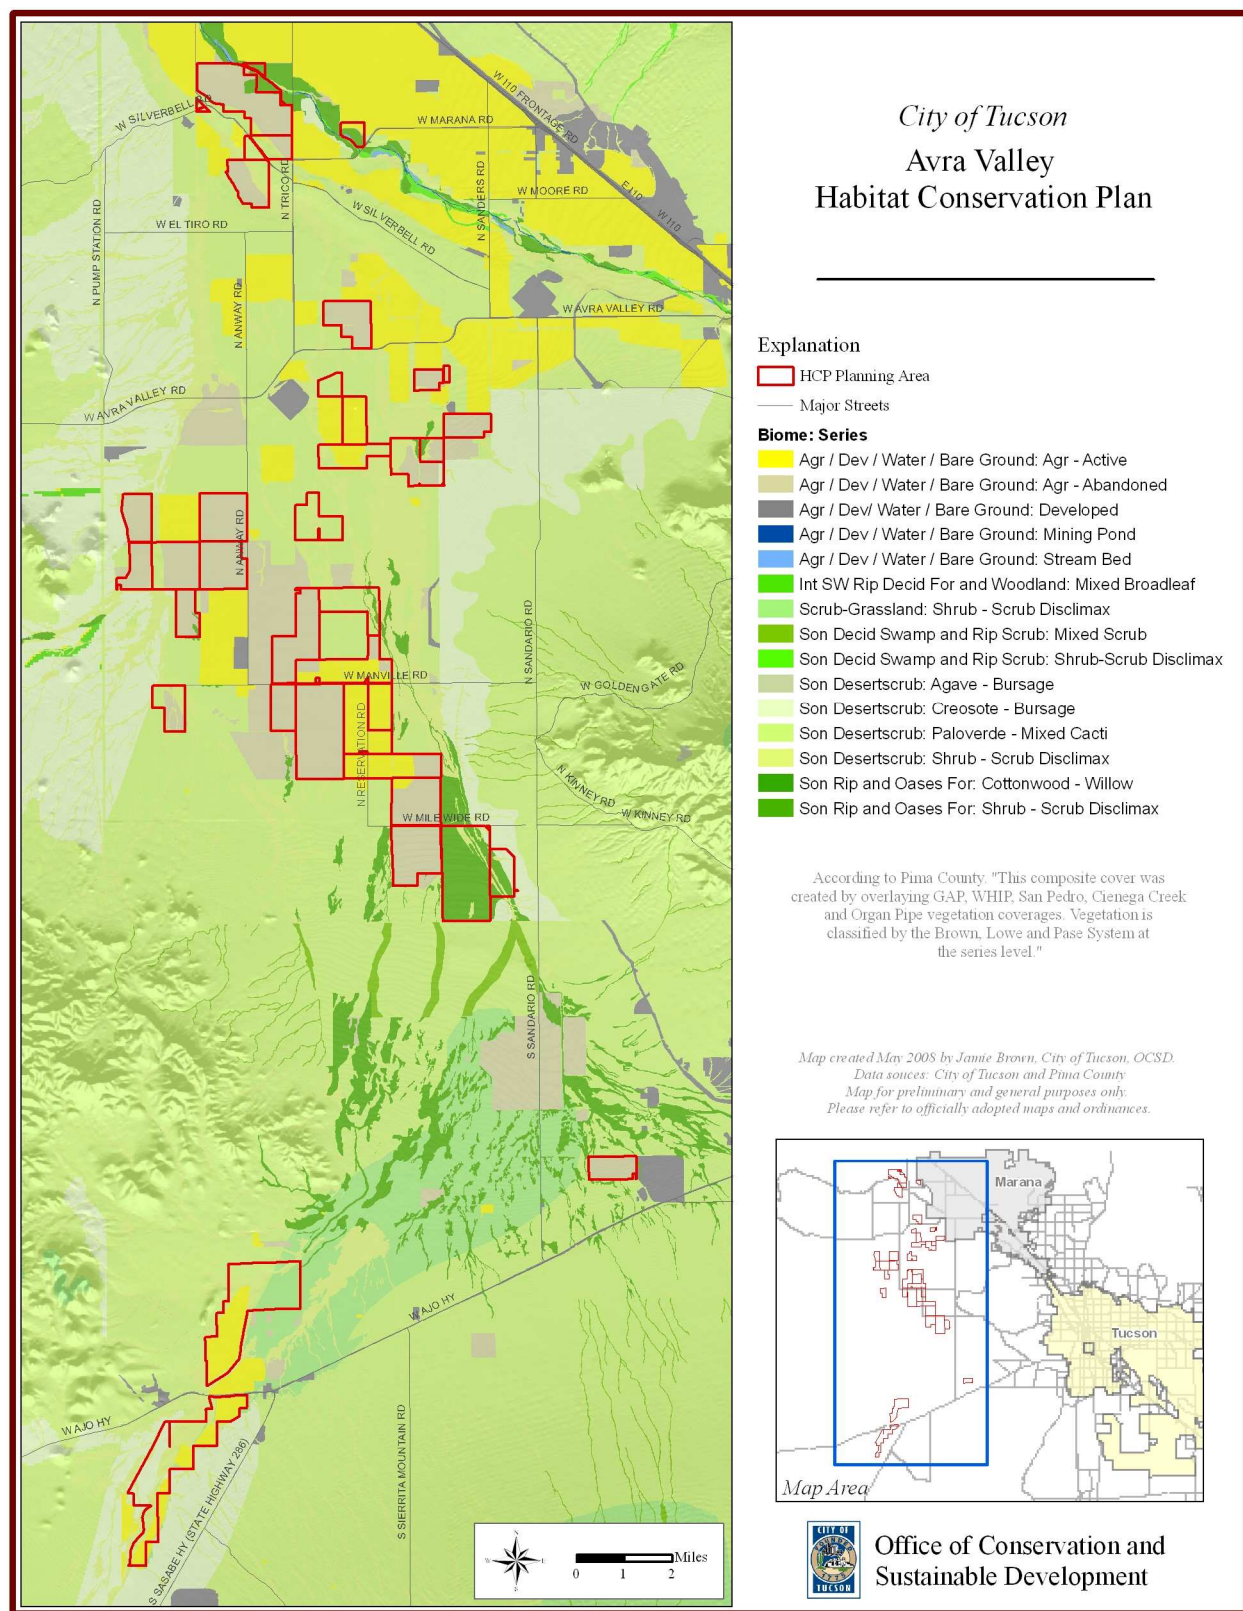 City of Tucson
Avra Valley
Habitat Conservation Plan
Explanation
HCP Planning Area
Major Streets
Biome: Series
Agr / Dev / Water / Bare Ground: Agr - Active
Agr / Dev / Water / Bare Ground: Agr - Abandoned
Agr / Dev/ Water / Bare Ground: Developed
Agr / Dev / Water / Bare Ground: Mining Pond
Agr / Dev / Water / Bare Ground: Stream Bed
Int SW Rip Decid For and Woodland: Mixed Broadleaf
Scrub-Grassland: Shrub - Scrub Disclimax
Son Decid Swamp and Rip Scrub: Mixed Scrub
Son Decid Swamp and Rip Scrub: Shrub-Scrub Disclimax
Son Desertscrub: Agave - Bursage
Son Desertscrub: Creosote - Bursage
Son Desertscrub: Paloverde - Mixed Cacti
Son Desertscrub: Shrub - Scrub Disclimax
Son Rip and Oases For: Cottonwood - Willow
Son Rip and Oases For: Shrub - Scrub Disclimax
According to Pima County. "This composite cover was
created by overlaying GAP, WHIP, San Pedro, Cienega Creek
and Organ Pipe vegetation coverages. Vegetation is
classified by the Brown, Lowe and Pase System at
the series level."
Map created May 2008 by Jamie Brown, City of Tucson, OCSD.
Data souces: City of Tucson and Pima County
Map for preliminary and general purposes only.
Please refer to officially adopted maps and ordinances.
Marana
Tucson
Map Area
CITY OF
TUCSON
Office of Conservation and
Sustainable Development
W I10 FRONTAGE RD
W SILVERBELL RD
W MARANA RD
N TRICO RD
N SANDERS RD
W MOORE RD
E I10
W I10
N PUMP STATION RD
W EL TIRO RD
W SILVERBELL RD
N ANWAY RD
W AVRA VALLEY RD
W AVRA VALLEY RD
N ANWAY RD
N SANDARIO RD
W MANVILLE RD
W GOLDEN GATE RD
N RESERVATION RD
N KINNEY RD
W KINNEY RD
W MILE WIDE RD
S SANDARIO RD
W AJO HY
W AJO HY
S SASABE HY (STATE HIGHWAY 286)
S SIERRITA MOUNTAIN RD
N
W
E
S
Miles
0 1 2